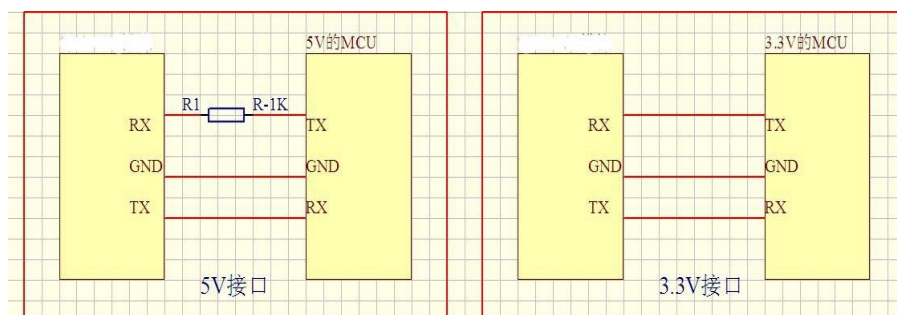 5V的MCU
R1 R-1K
RX TX
GND GND
TX RX
5V接口
3.3V的MCU
RX TX
GND GND
TX RX
3.3V接口